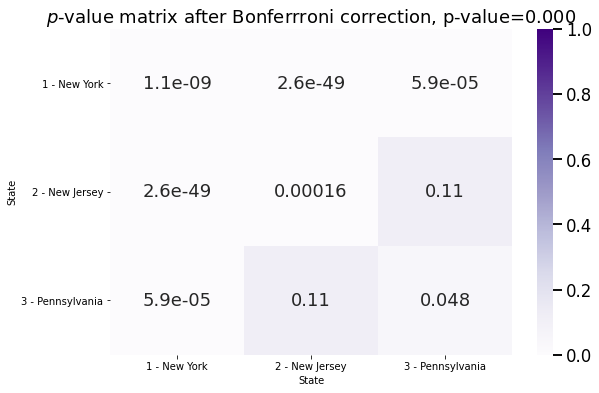 p-value matrix after Bonferrroni correction, p-value=0.000
1.0
1 - New York 1.1e-09 2.6e-49 5.9e-05
0.8
0.6
State
2 - New Jersey 2.6e-49 0.00016 0.11
0.4
0.2
3 - Pennsylvania 5.9e-05 0.11 0.048
0.0
1 - New York 2 - New Jersey 3 - Pennsylvania
State